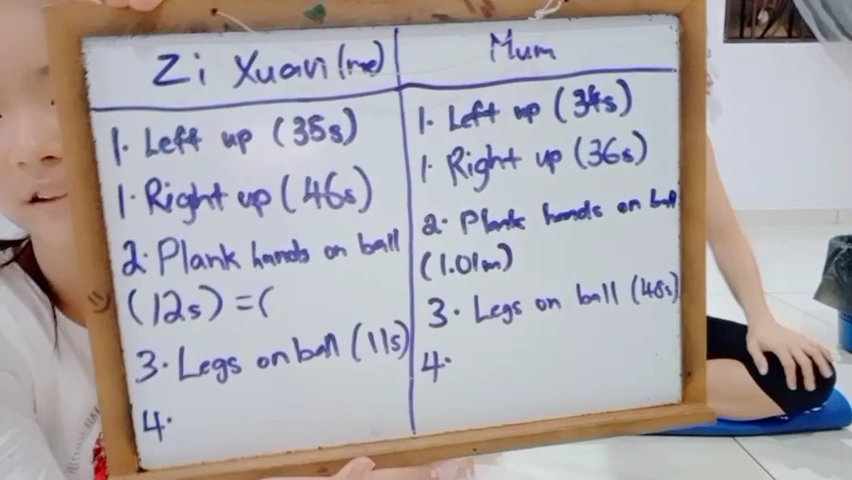 Zi Xuan (me)
1. Left up (35s)
1. Right up (46s)
2. Plank hands on ball
(12s) =(
3. Legs on ball (11s)
4.
Mum
1. Left up (34s)
1. Right up (36s)
2. Plank hands on ball
(1.01m)
3. Legs on ball (48s)
4.